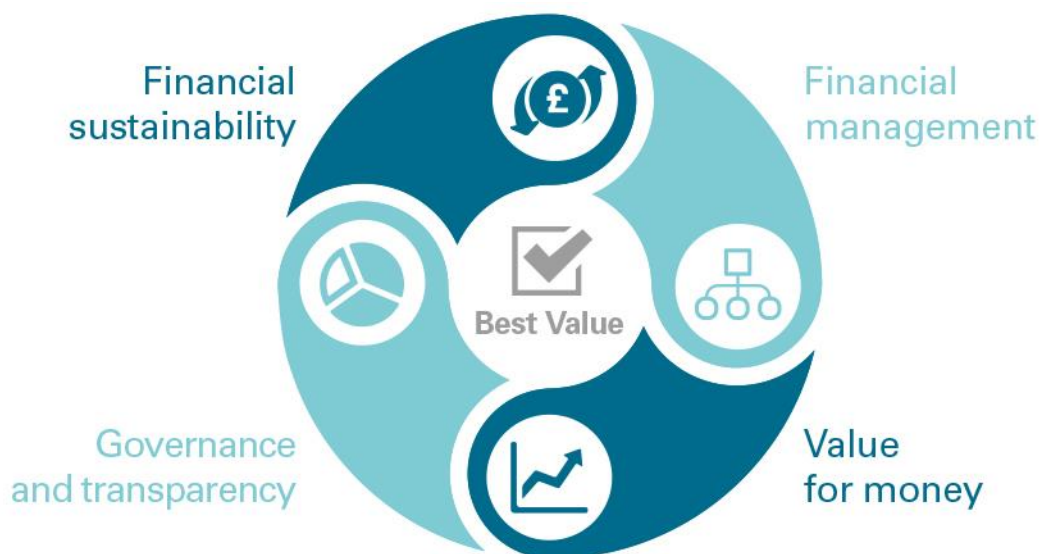 Financial
sustainability
Financial
management
£
Best Value
Governance
and transparency
Value
for money